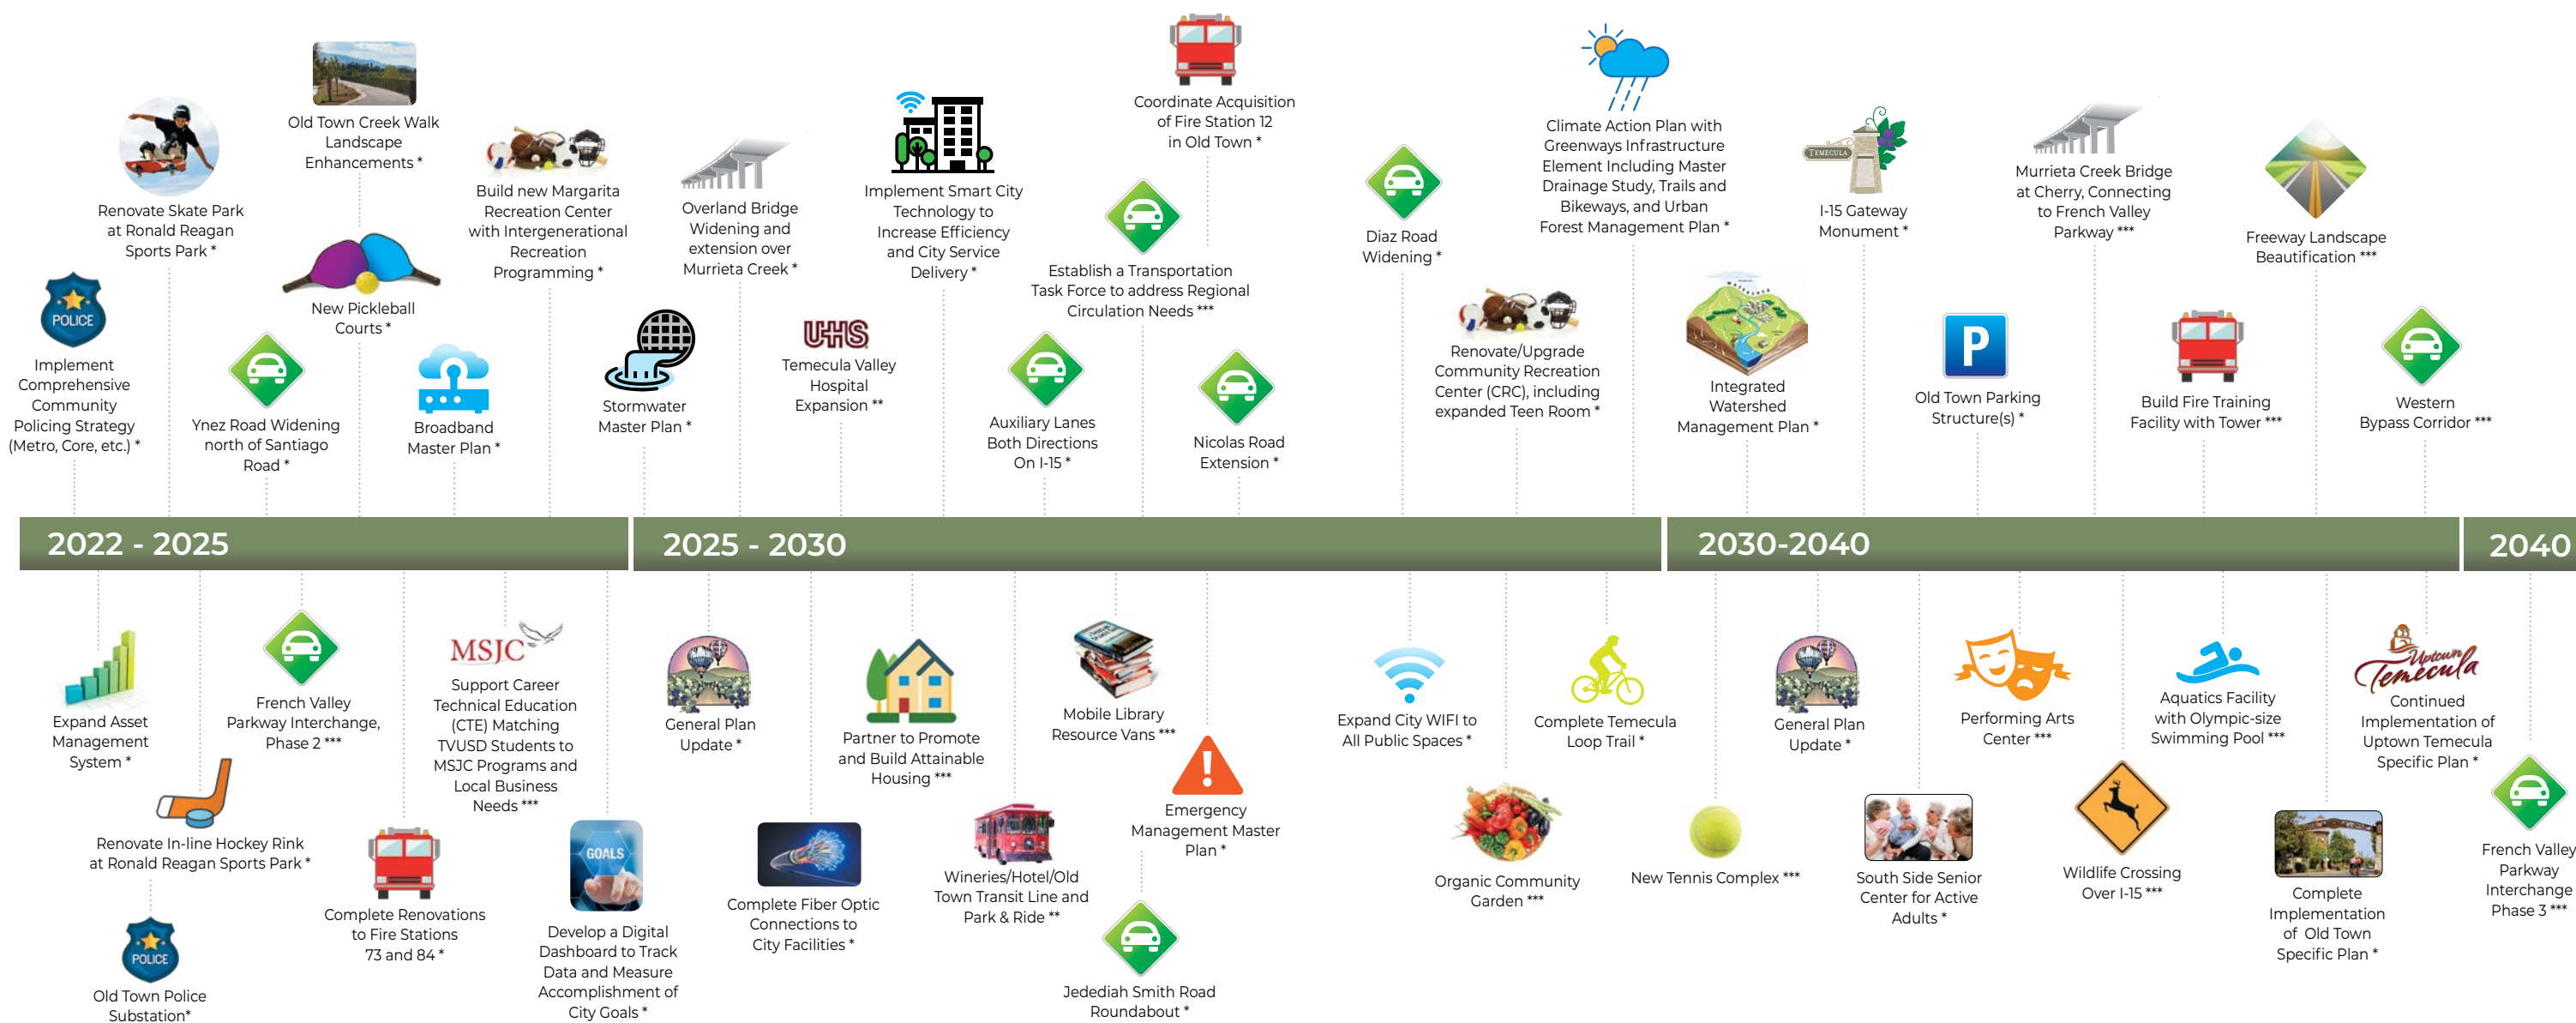 Old Town Creek Walk
Landscape
Enhancements *
Renovate Skate Park
at Ronald Reagan
Sports Park *
POLICE
Implement
Comprehensive
Community
Policing Strategy
(Metro, Core, etc.) *
New Pickleball
Courts *
Ynez Road Widening
north of Santiago
Road *
Build new Margarita
Recreation Center
with Intergenerational
Recreation
Programming *
Broadband
Master Plan *
Overland Bridge
Widening and
extension over
Murrieta Creek *
Stormwater
Master Plan *
UHS
Temecula Valley
Hospital
Expansion **
Implement Smart City
Technology to
Increase Efficiency
and City Service
Delivery *
Coordinate Acquisition
of Fire Station 12
in Old Town *
Establish a Transportation
Task Force to address Regional
Circulation Needs ***
Auxiliary Lanes
Both Directions
On I-15 *
Nicolas Road
Extension *
Diaz Road
Widening *
Renovate/Upgrade
Community Recreation
Center (CRC), including
expanded Teen Room *
Climate Action Plan with
Greenways Infrastructure
Element Including Master
Drainage Study, Trails and
Bikeways, and Urban
Forest Management Plan *
Integrated
Watershed
Management Plan *
TEMECULA
I-15 Gateway
Monument *
P
Old Town Parking
Structure(s) *
Murrieta Creek Bridge
at Cherry, Connecting
to French Valley
Parkway ***
Build Fire Training
Facility with Tower ***
Freeway Landscape
Beautification ***
Western
Bypass Corridor ***
2022 - 2025
2025 - 2030
2030-2040
2040
Expand Asset
Management
System *
Renovate In-line Hockey Rink
at Ronald Reagan Sports Park *
POLICE
Old Town Police
Substation*
French Valley
Parkway Interchange,
Phase 2 ***
Complete Renovations
to Fire Stations
73 and 84 *
MSJC
Support Career
Technical Education
(CTE) Matching
TVUSD Students to
MSJC Programs and
Local Business
Needs ***
GOALS
Develop a Digital
Dashboard to Track
Data and Measure
Accomplishment of
City Goals *
General Plan
Update *
Complete Fiber Optic
Connections to
City Facilities *
Partner to Promote
and Build Attainable
Housing ***
Wineries/Hotel/Old
Town Transit Line and
Park & Ride **
Mobile Library
Resource Vans ***
Emergency
Management Master
Plan *
Jedediah Smith Road
Roundabout *
Expand City WIFI to
All Public Spaces *
Organic Community
Garden ***
Complete Temecula
Loop Trail *
New Tennis Complex ***
General Plan
Update *
South Side Senior
Center for Active
Adults *
Performing Arts
Center ***
Wildlife Crossing
Over I-15 ***
Aquatics Facility
with Olympic-size
Swimming Pool ***
Complete
Implementation
of Old Town
Specific Plan *
Uptown
Temecula
Continued
Implementation of
Uptown Temecula
Specific Plan *
French Valley
Parkway
Interchange
Phase 3 ***